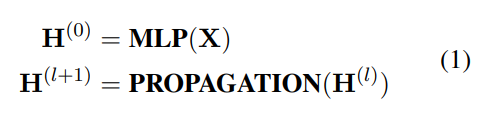 H^(0) = MLP(X)
H^(l+1) = PROPAGATION(H^(l)) (1)